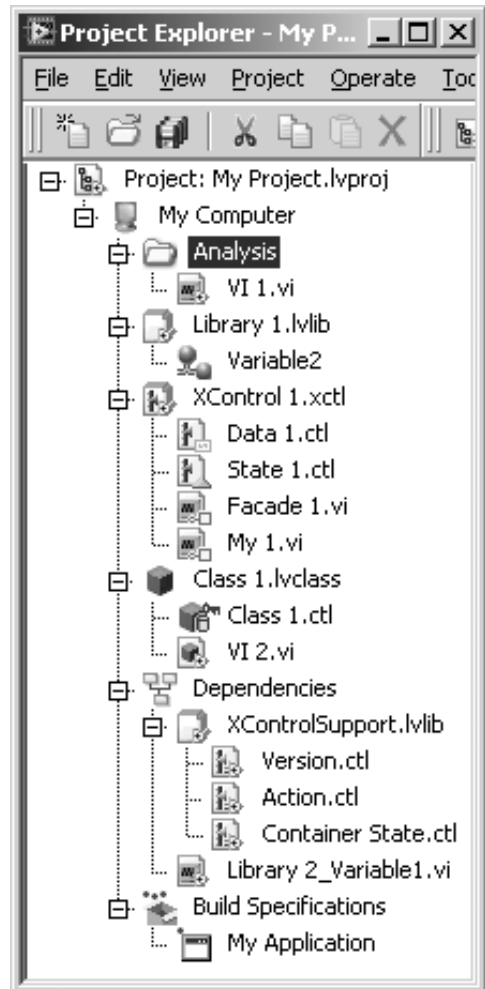 Project Explorer - My P...
File Edit View Project Operate Too
Project: My Project.lvproj
My Computer
Analysis
VI 1.vi
Library 1.lvlib
Variable2
XControl 1.xctl
Data 1.ctl
State 1.ctl
Facade 1.vi
My 1.vi
Class 1.lvclass
Class 1.ctl
VI 2.vi
Dependencies
XControlSupport.lvlib
Version.ctl
Action.ctl
Container State.ctl
Library 2_Variable1.vi
Build Specifications
My Application